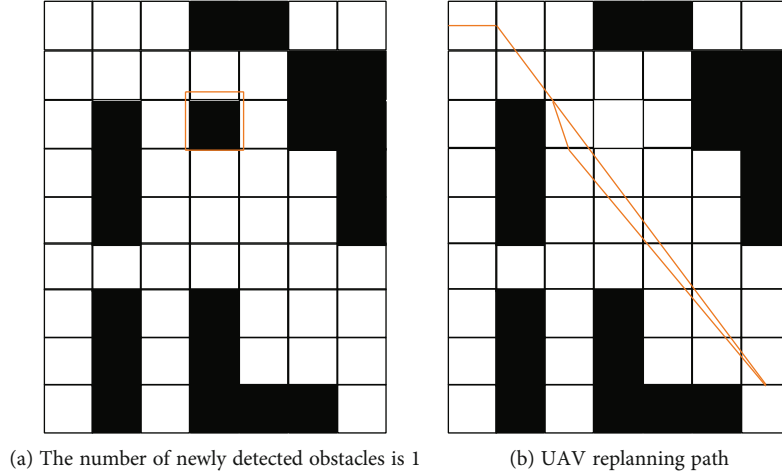 (a) The number of newly detected obstacles is 1
(b) UAV replanning path